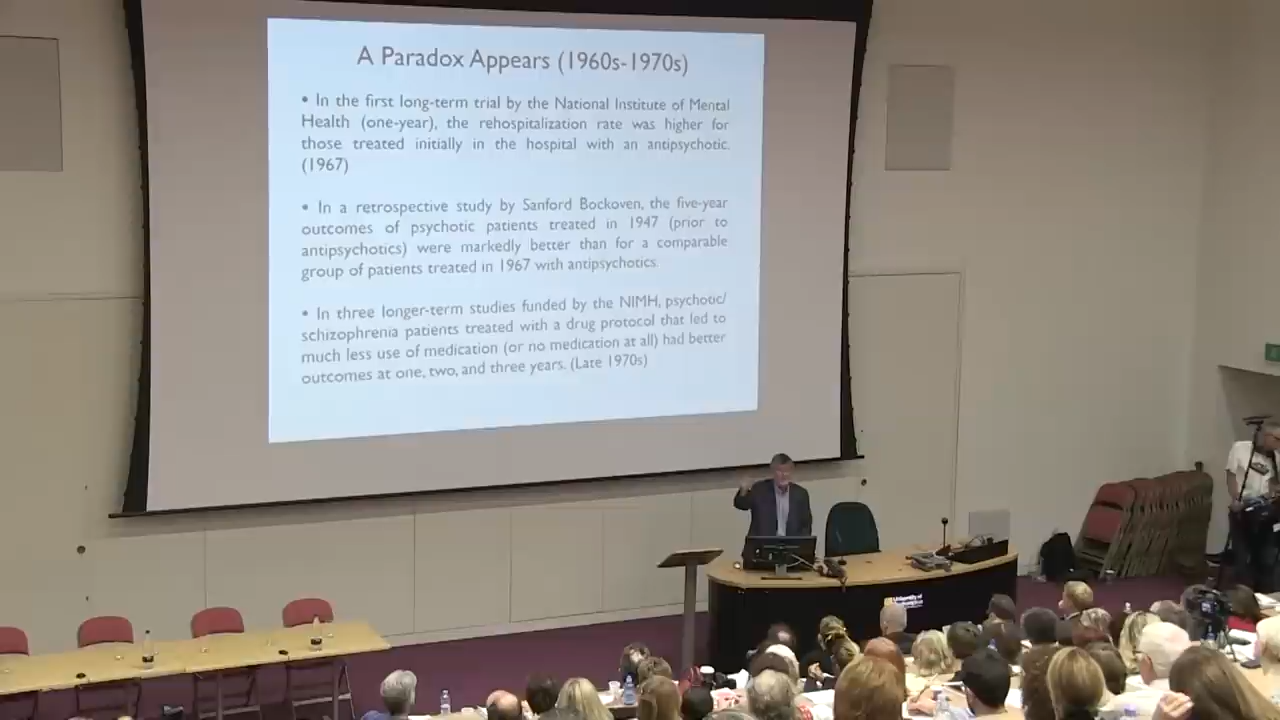 A Paradox Appears (1960s-1970s)
• In the first long-term trial by the National Institute of Mental
Health (one-year), the rehospitalization rate was higher for
those treated initially in the hospital with an antipsychotic.
(1967)
• In a retrospective study by Sanford Bockoven, the five-year
outcomes of psychotic patients treated in 1947 (prior to
antipsychotics) were markedly better than for a comparable
group of patients treated in 1967 with antipsychotics.
• In three longer-term studies funded by the NIMH, psychotic/
schizophrenia patients treated with a drug protocol that led to
much less use of medication (or no medication at all) had better
outcomes at one, two, and three years. (Late 1970s)
University of